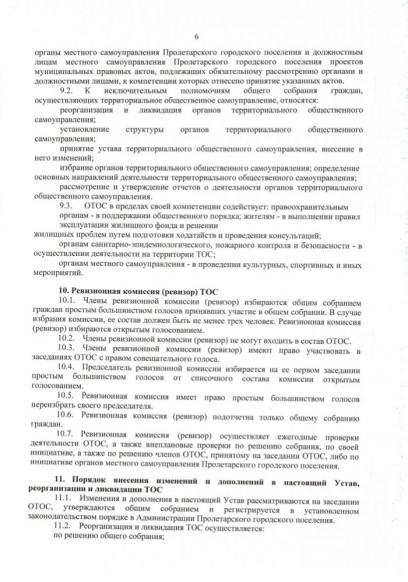 6
органы местного самоуправления Пролетарского городского поселения и должностным
лицам местного самоуправления Пролетарского городского поселения проектов
муниципальных правовых актов, подлежащих обязательному рассмотрению органами и
должностными лицами, к компетенции которых отнесено принятие указанных актов.
9.2. К исключительным полномочиям общего собрания граждан,
осуществляющих территориальное общественное самоуправление, относятся:
реорганизация и ликвидация органов территориального общественного
самоуправления;
установление структуры органов территориального общественного
самоуправления;
принятие устава территориального общественного самоуправления, внесение в
него изменений;
избрание органов территориального общественного самоуправления; определение
основных направлений деятельности территориального общественного самоуправления;
рассмотрение и утверждение отчетов о деятельности органов территориального
общественного самоуправления.
9.3. ОТОС в пределах своей компетенции содействует: правоохранительным
органам - в поддержании общественного порядка; жителям - в выполнении правил
эксплуатации жилищного фонда и решении
жилищных проблем путем подготовки ходатайств и проведения консультаций;
органам санитарно-эпидемиологического, пожарного контроля и безопасности - в
осуществлении деятельности на территории ТОС;
органам местного самоуправления - в проведении культурных, спортивных и иных
мероприятий.
10. Ревизионная комиссия (ревизор) ТОС
10.1. Члены ревизионной комиссии (ревизор) избираются общим собранием
граждан простым большинством голосов принявших участие в общем собрании. В случае
избрания комиссии, ее состав должен быть не менее трех человек. Ревизионная комиссия
(ревизор) избираются открытым голосованием.
10.2. Члены ревизионной комиссии (ревизор) не могут входить в состав ОТОС.
10.3. Члены ревизионной комиссии (ревизор) имеют право участвовать в
заседаниях ОТОС с правом совещательного голоса.
10.4. Председатель ревизионной комиссии избирается на ее первом заседании
простым большинством голосов от списочного состава комиссии открытым
голосованием.
10.5. Ревизионная комиссия имеет право простым большинством голосов
переизбрать своего председателя.
10.6. Ревизионная комиссия (ревизор) подотчетна только общему собранию
граждан.
10.7. Ревизионная комиссия (ревизор) осуществляет ежегодные проверки
деятельности ОТОС, а также внеплановые проверки по решению собрания, по своей
инициативе, а также по решению членов ОТОС, принятому на заседании ОТОС, либо по
инициативе органов местного самоуправления Пролетарского городского поселения.
11. Порядок внесения изменений и дополнений в настоящий Устав,
реорганизации и ликвидации ТОС
11.1. Изменения и дополнения в настоящий Устав рассматриваются на заседании
ОТОС, утверждаются общим собранием и регистрируется в установленном
законодательством порядке в Администрации Пролетарского городского поселения.
11.2. Реорганизация и ликвидация ТОС осуществляется:
по решению общего собрания;